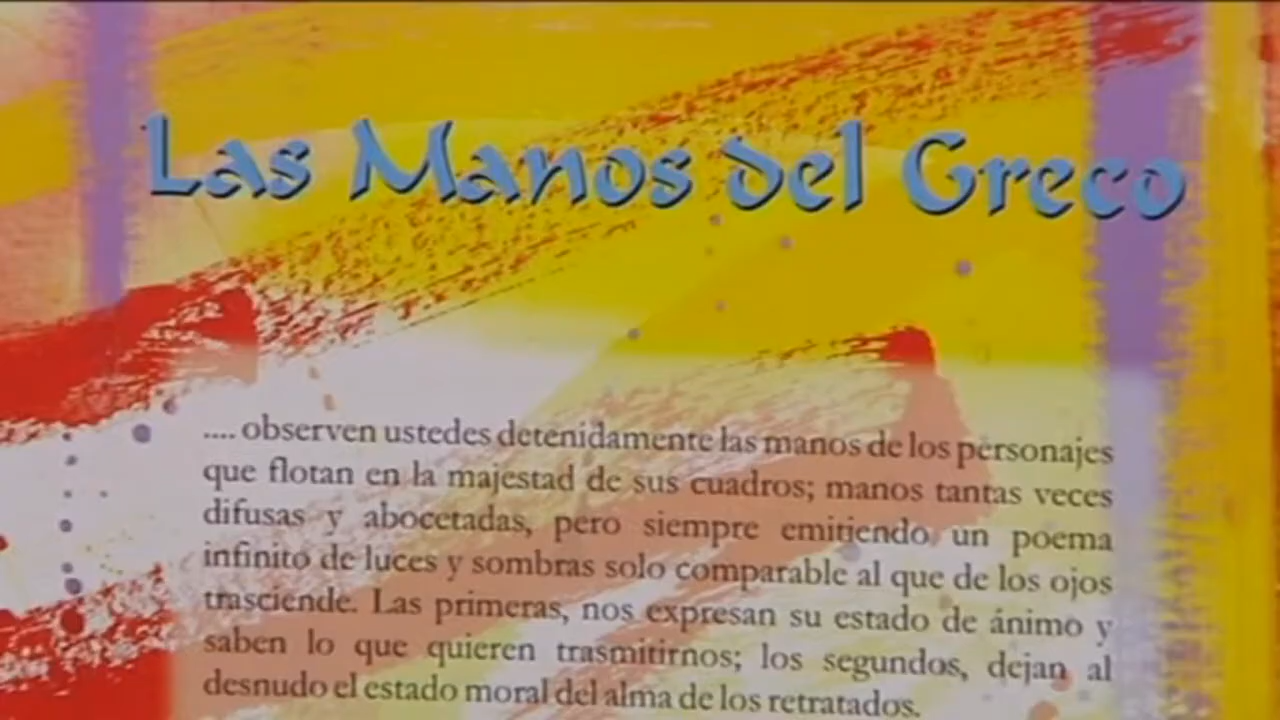 Las Manos del Greco
.... observen ustedes detenidamente las manos de los personajes
que flotan en la majestad de sus cuadros; manos tantas veces
difusas y abocetadas, pero siempre emitiendo un poema
infinito de luces y sombras solo comparable al que de los ojos
trasciende. Las primeras, nos expresan su estado de ánimo y
saben lo que quieren trasmitirnos; los segundos, dejan al
desnudo el estado moral del alma de los retratados.